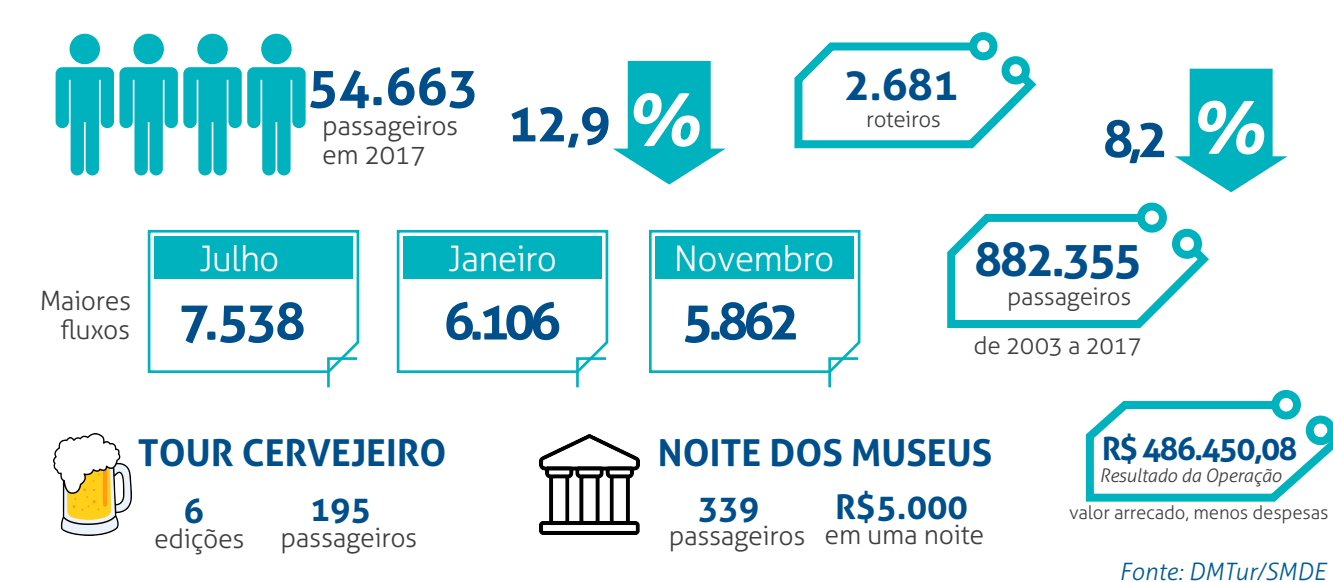 54.663
passageiros
em 2017
12,9 %
2.681
roteiros
8,2 %
Maiores
fluxos
Julho
7.538
Janeiro
6.106
Novembro
5.862
882.355
passageiros
de 2003 a 2017
TOUR CERVEJEIRO
6
edições
195
passageiros
NOITE DOS MUSEUS
339
passageiros
R$5.000
em uma noite
R$ 486.450,08
Resultado da Operação
valor arrecado, menos despesas
Fonte: DMTur/SMDE